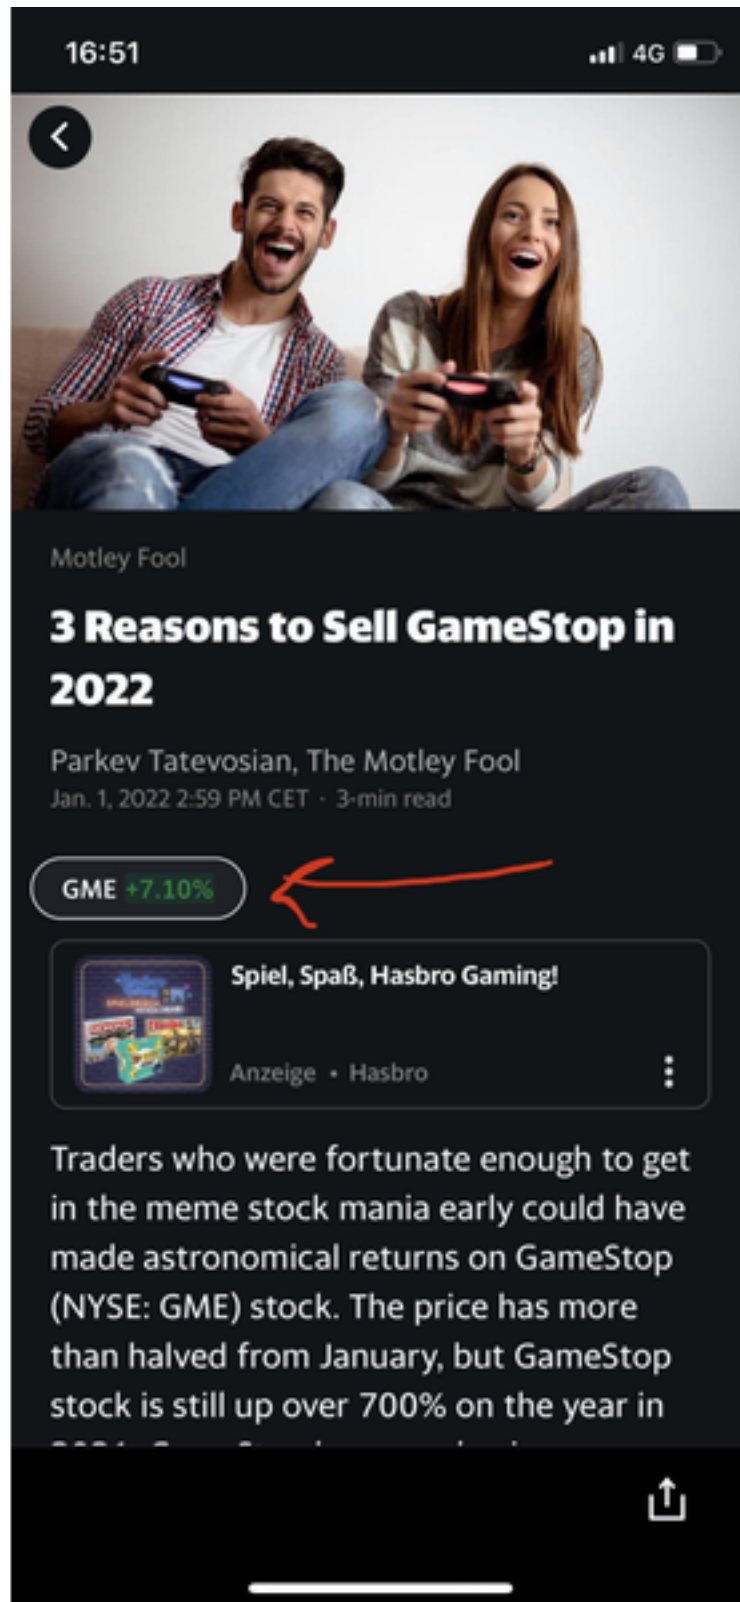 16:51
4G
Motley Fool
3 Reasons to Sell GameStop in
2022
Parkev Tatevosian, The Motley Fool
Jan. 1, 2022 2:59 PM CET · 3-min read
GME +7.10%
Spiel, Spaß, Hasbro Gaming!
Anzeige • Hasbro
Traders who were fortunate enough to get
in the meme stock mania early could have
made astronomical returns on GameStop
(NYSE: GME) stock. The price has more
than halved from January, but GameStop
stock is still up over 700% on the year in